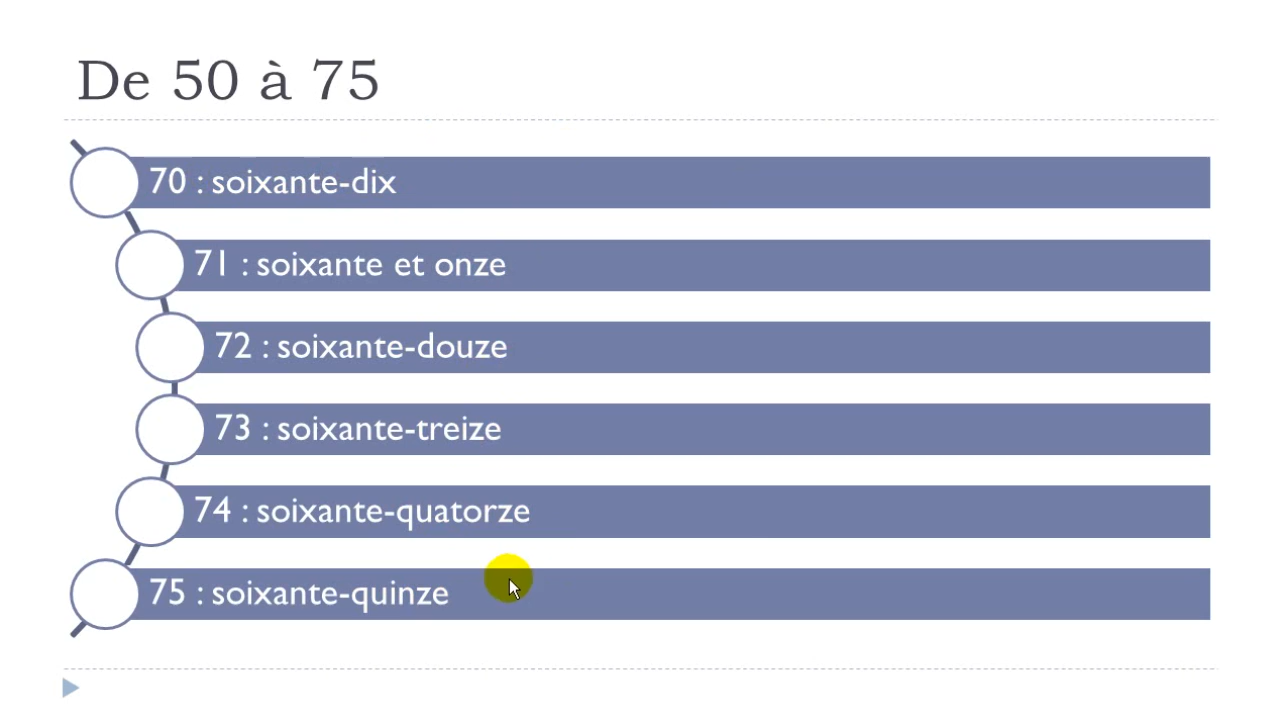 De 50 à 75
70 : soixante-dix
71 : soixante et onze
72 : soixante-douze
73 : soixante-treize
74 : soixante-quatorze
75 : soixante-quinze